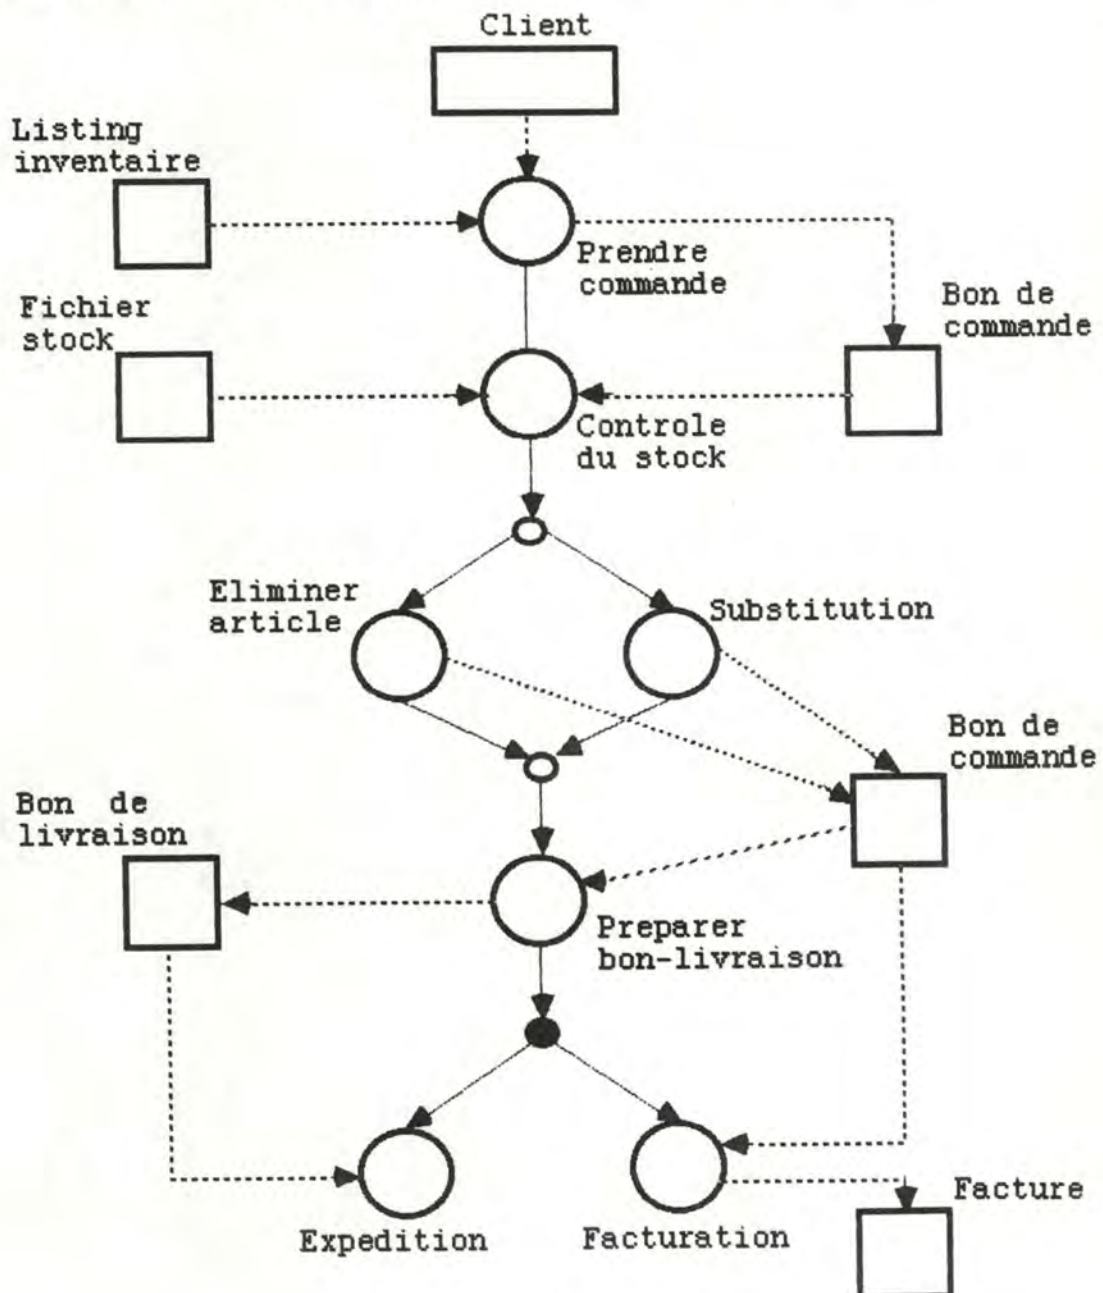 Client
Listing
inventaire
Prendre
commande
Fichier
stock
Bon de
commande
Controle
du stock
Eliminer
article
Substitution
Bon de
commande
Bon de
livraison
Preparer
bon-livraison
Expedition
Facturation
Facture